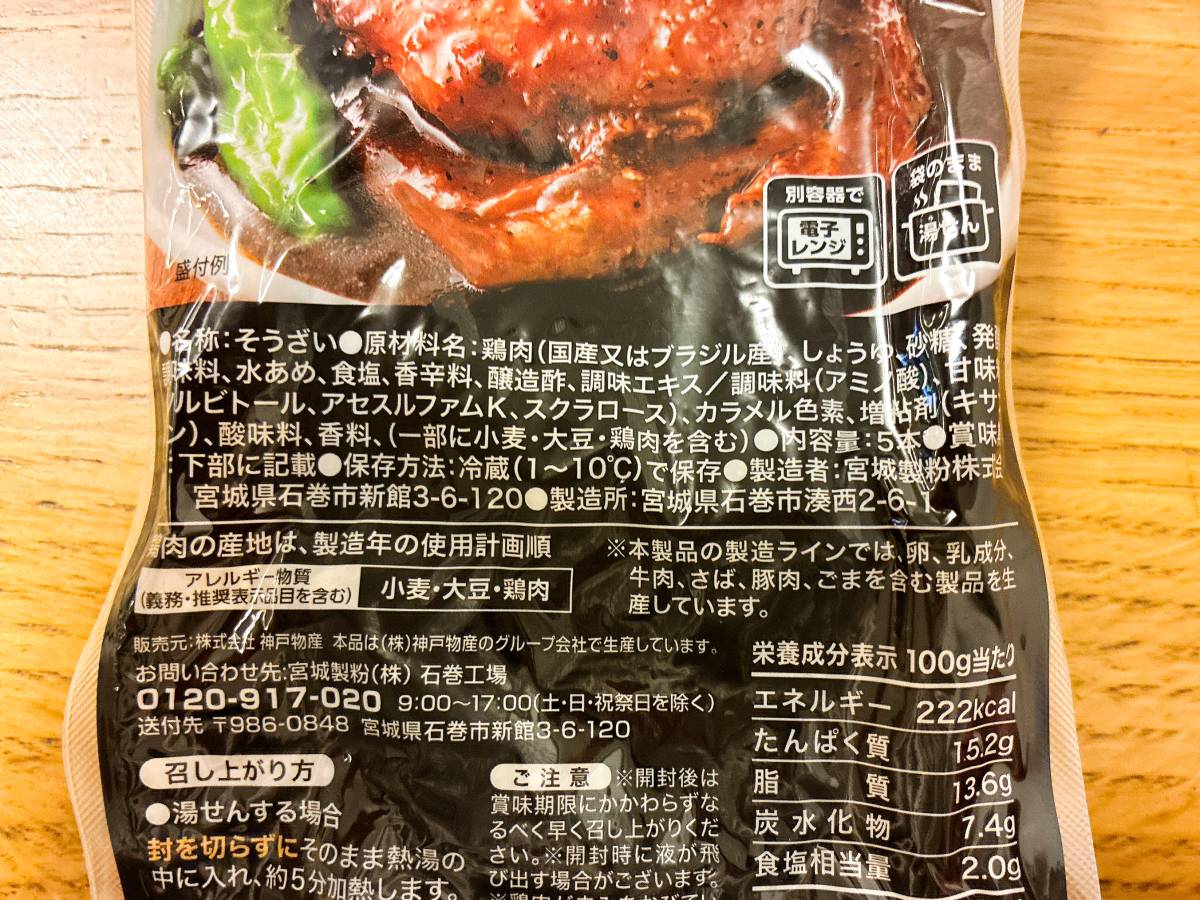 別容器で
電子
レンジ
袋のまま
湯せん
盛付例
●名称:そうざい●原材料名:鶏肉(国産又はブラジル産)、しょうゆ、砂糖、発
味料、水あめ、食塩、香辛料、醸造酢、調味エキス/調味料(アミノ酸)、甘味
ルビトール、アセスルファムK、スクラロース)、カラメル色素、増粘剤(キサ
ン)、酸味料、香料、(一部に小麦・大豆・鶏肉を含む)●内容量:5本●賞味
:下部に記載●保存方法:冷蔵(1〜10℃)で保存●製造者:宮城製粉株式会
宮城県石巻市新館3-6-120●製造所:宮城県石巻市湊西2-6-1
鶏肉の産地は、製造年の使用計画順
アレルギー物質
(義務・推奨表示品目を含む)
小麦・大豆・鶏肉
※本製品の製造ラインでは、卵、乳成分、
牛肉、さば、豚肉、ごまを含む製品を生
産しています。
販売元:株式会社 神戸物産 本品は(株)神戸物産のグループ会社で生産しています。
お問い合わせ先:宮城製粉(株) 石巻工場
0120-917-020 9:00〜17:00(土・日・祝祭日を除く)
送付先 〒986-0848 宮城県石巻市新館3-6-120
栄養成分表示 100g当たり
エネルギー 222kcal
たんぱく質 15.2g
脂質 13.6g
炭水化物 7.4g
食塩相当量 2.0g
召し上がり方
●湯せんする場合
封を切らずにそのまま熱湯の
中に入れ、約5分加熱します。
ご注意 ※開封後は
賞味期限にかかわらずな
るべく早く召し上がりくだ
さい。※開封時に液が飛
び出す場合がございます。